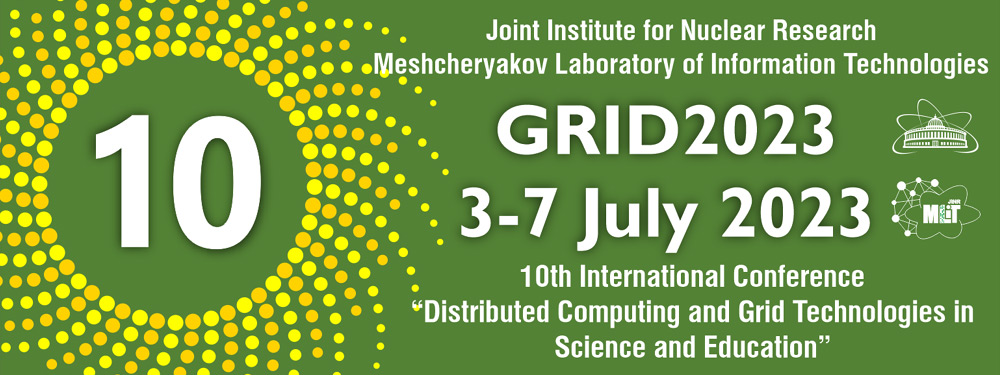 10
Joint Institute for Nuclear Research
Meshcheryakov Laboratory of Information Technologies
GRID2023
3-7 July 2023
JINR
MLIT
10th International Conference
“Distributed Computing and Grid Technologies in
Science and Education”